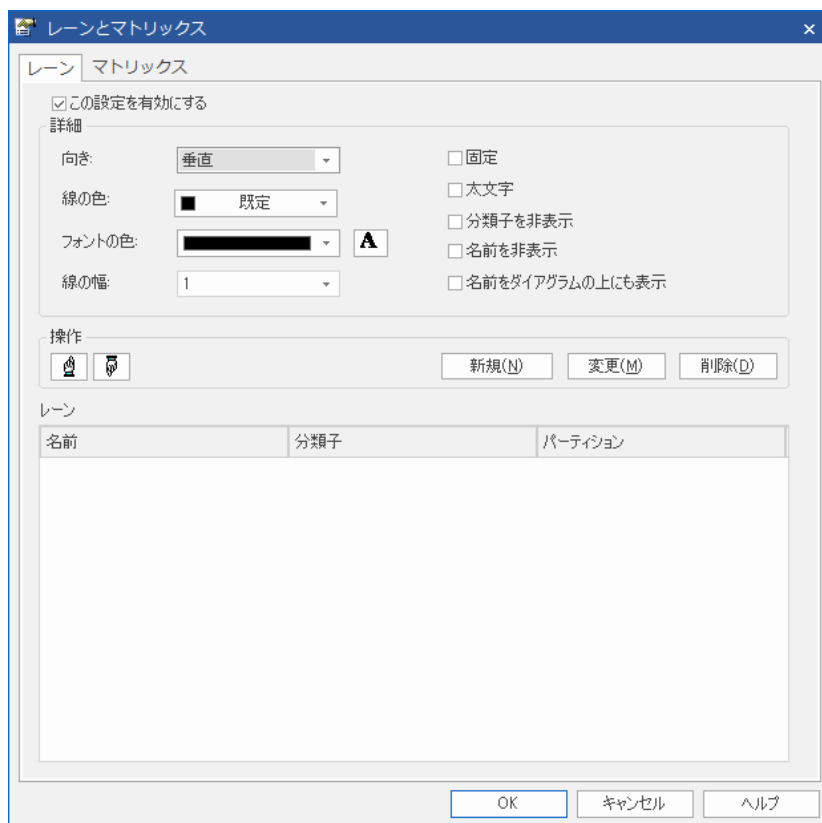 レーンとマトリックス
レーン マトリックス
この設定を有効にする
詳細
向き: 垂直
線の色: 既定
フォントの色: A
線の幅: 1
固定
太文字
分類子を非表示
名前を非表示
名前をダイアグラムの上にも表示
操作
新規(N) 変更(M) 削除(D)
レーン
名前 分類子 パーティション
OK キャンセル ヘルプ